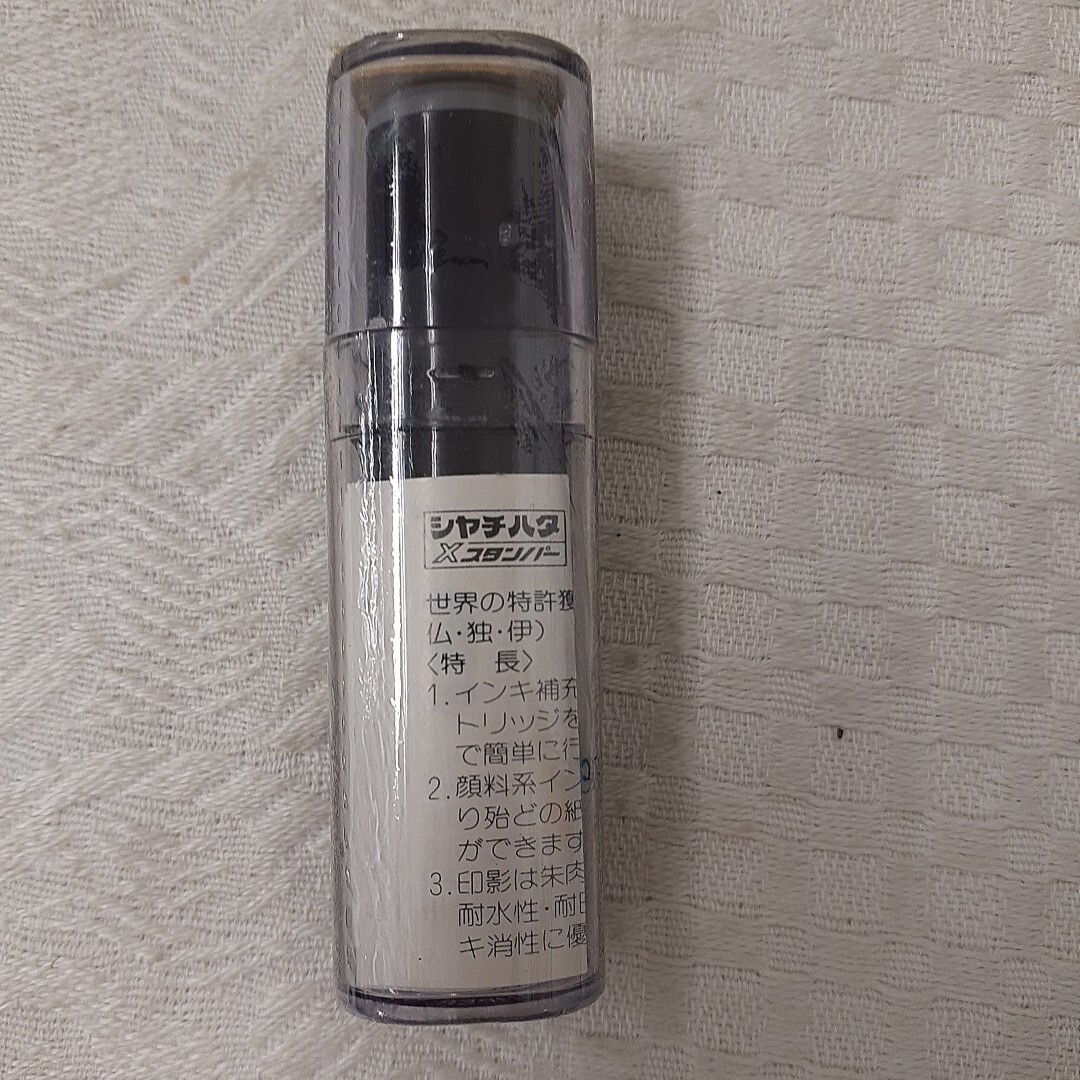 シヤチハタ
Xスタンパー
世界の特許獲
仏・独・伊)
〈特 長〉
1.インキ補充
トリッジを
で簡単に行
2.顔料系イン
り殆どの紙
ができます
3.印影は朱肉
耐水性・耐日
キ消性に優